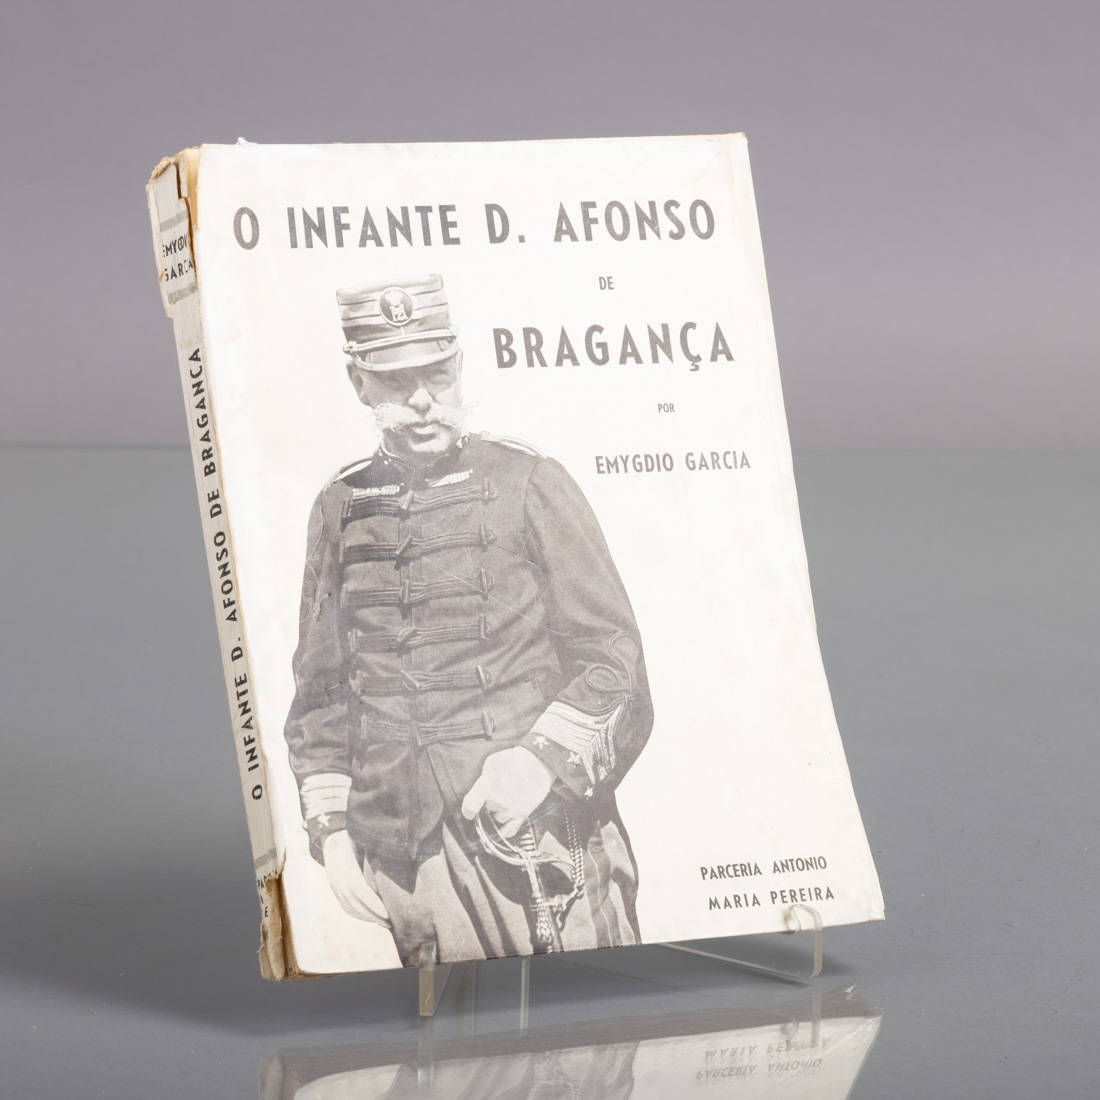 O INFANTE D. AFONSO
DE
BRAGANÇA
POR
EMYGDIO GARCIA
PARCERIA ANTONIO
MARIA PEREIRA
EMYGDIO
GARCIA
O INFANTE D. AFONSO DE BRAGANÇA